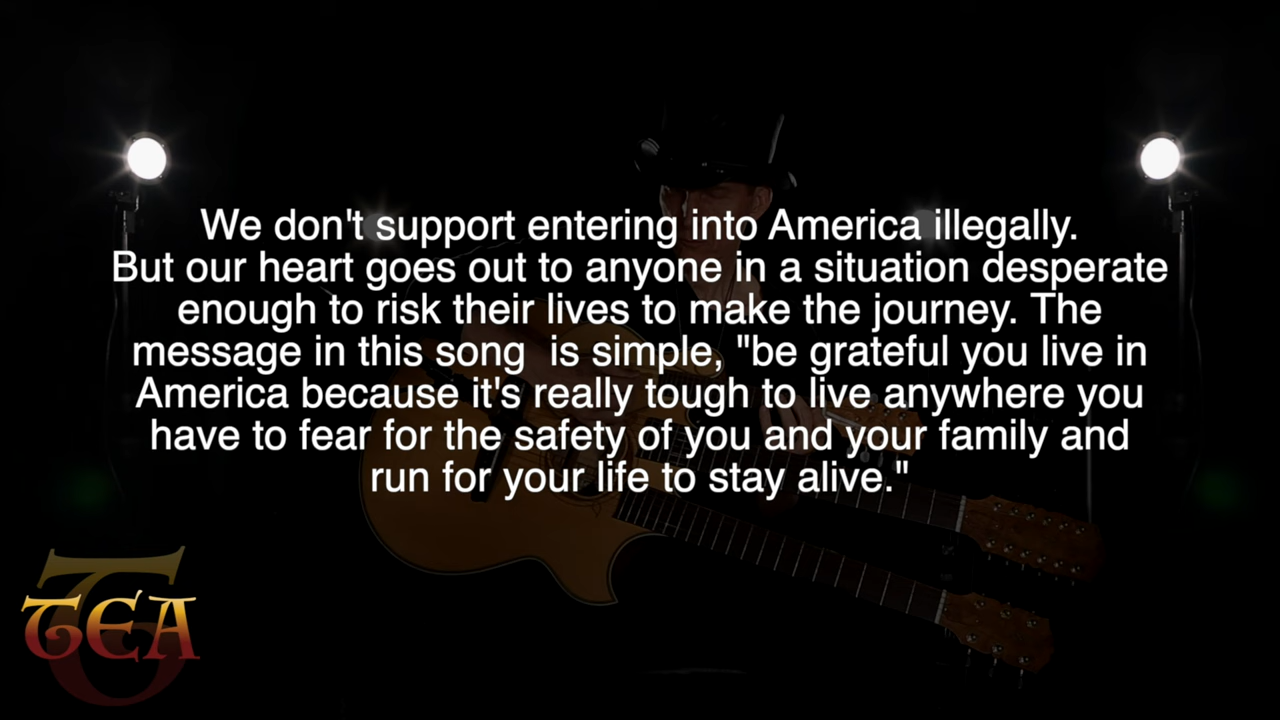 We don't support entering into America illegally.
But our heart goes out to anyone in a situation desperate
enough to risk their lives to make the journey. The
message in this song  is simple, "be grateful you live in
America because it's really tough to live anywhere you
have to fear for the safety of you and your family and
run for your life to stay alive."
TEA